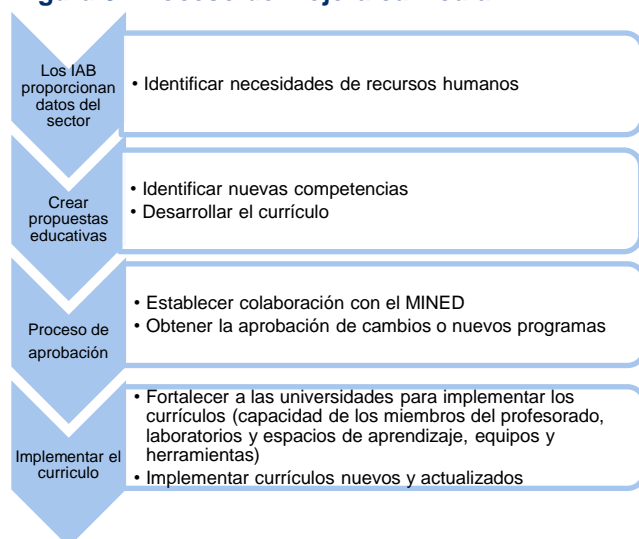 Los IAB
proporcionan
datos del
sector
• Identificar necesidades de recursos humanos
Crear
propuestas
educativas
• Identificar nuevas competencias
• Desarrollar el currículo
Proceso de
aprobación
• Establecer colaboración con el MINED
• Obtener la aprobación de cambios o nuevos programas
Implementar el
curriculo
• Fortalecer a las universidades para implementar los
currículos (capacidad de los miembros del profesorado,
laboratorios y espacios de aprendizaje, equipos y
herramientas)
• Implementar currículos nuevos y actualizados